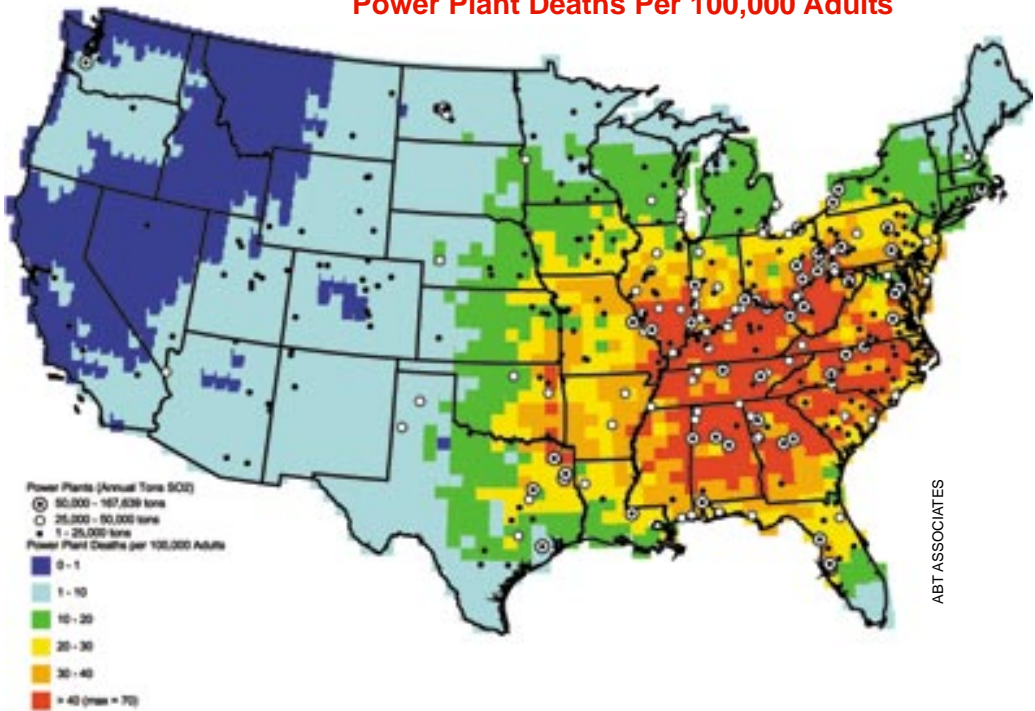 Power Plant Deaths Per 100,000 Adults
Power Plants (Annual Tons SO2)
50,000 - 167,639 tons
25,000 - 50,000 tons
1 - 25,000 tons
Power Plant Deaths per 100,000 Adults
0 - 1
1 - 10
10 - 20
20 - 30
30 - 40
> 40 (max = 70)
ABT ASSOCIATES